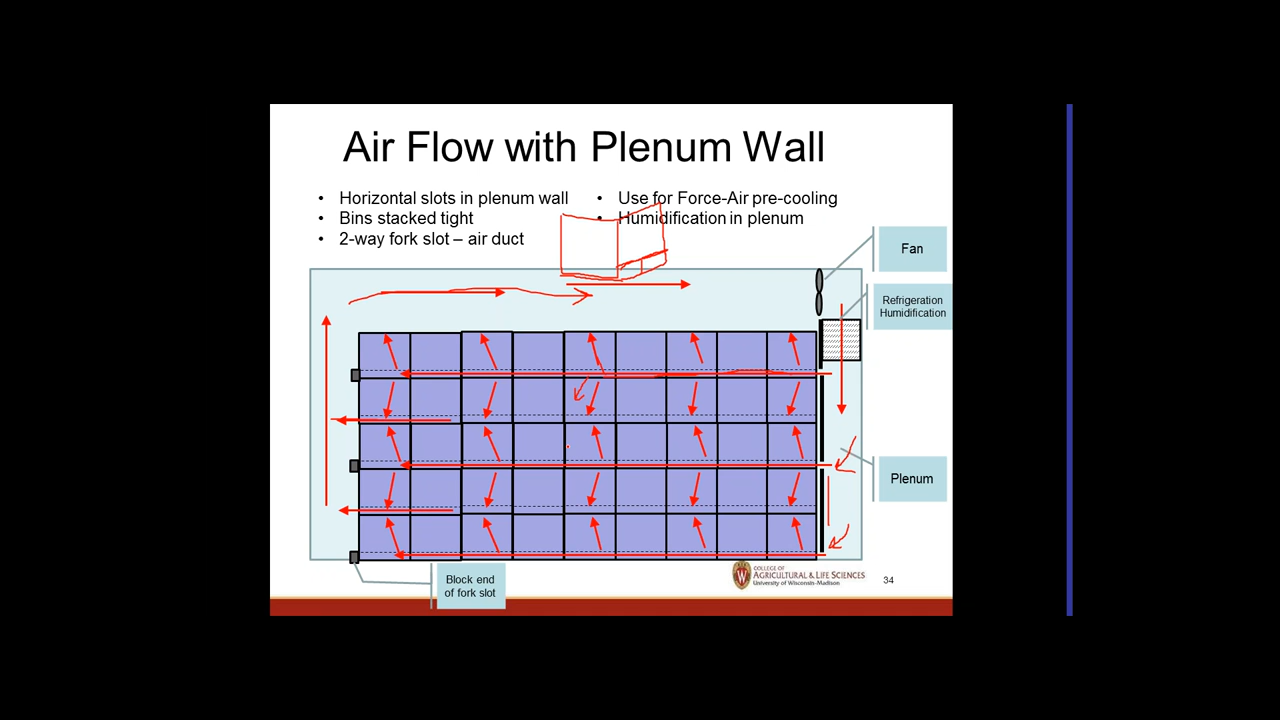 Air Flow with Plenum Wall
• Horizontal slots in plenum wall
• Bins stacked tight
• 2-way fork slot – air duct
• Use for Force-Air pre-cooling
• Humidification in plenum
Fan
Refrigeration
Humidification
Plenum
Block end
of fork slot
COLLEGE OF
AGRICULTURAL & LIFE SCIENCES
University of Wisconsin-Madison
34